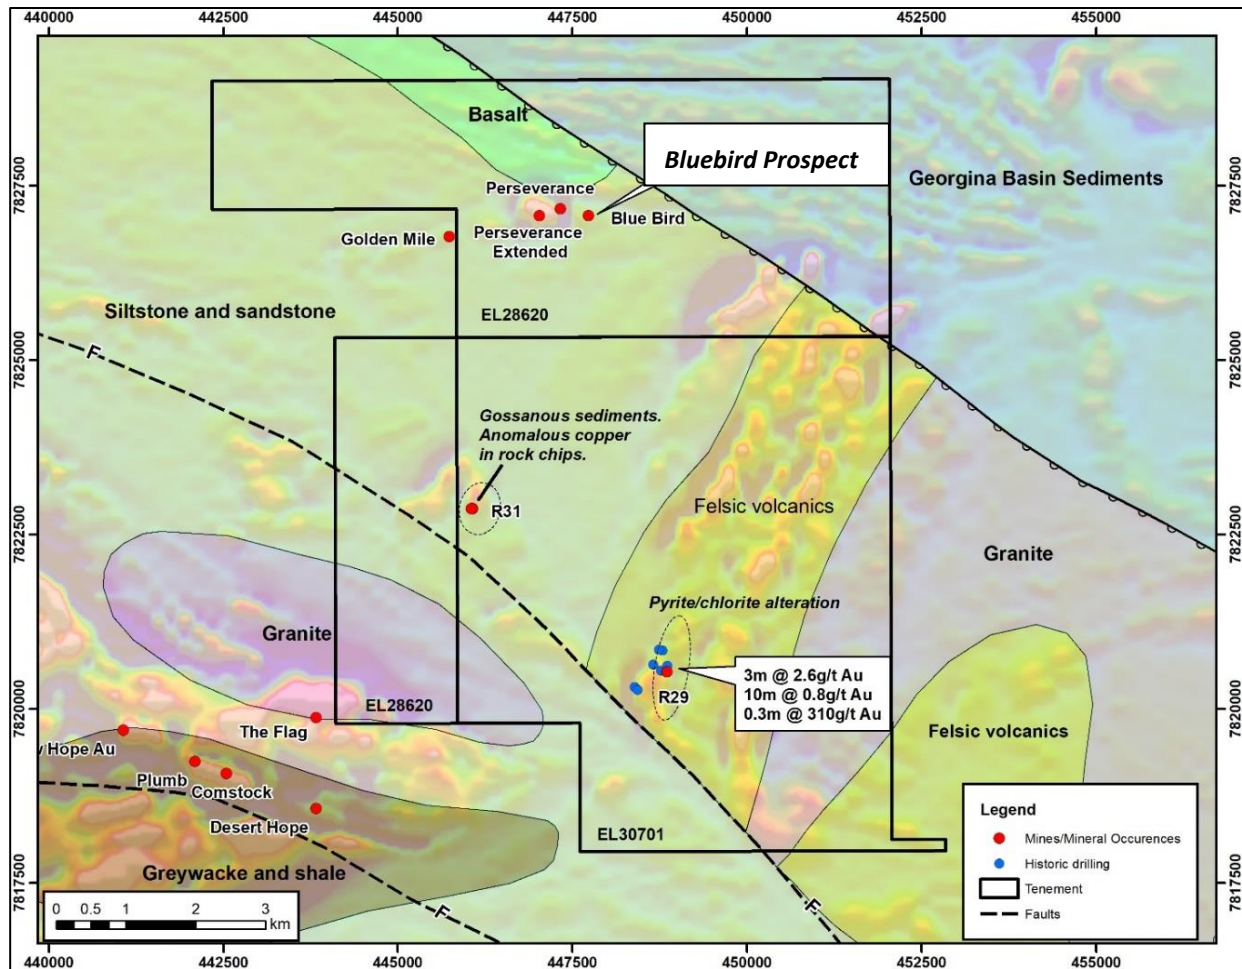 440000
442500
445000
447500
450000
452500
455000
Basalt
Bluebird Prospect
7827500
7827500
Georgina Basin Sediments
Perseverance
Blue Bird
Golden Mile
Perseverance
Extended
Siltstone and sandstone
EL28620
F
7825000
7825000
Gossanous sediments.
Anomalous copper
in rock chips.
R31
Felsic volcanics
7822500
7822500
Granite
Pyrite/chlorite alteration
Granite
3m @ 2.6g/t Au
10m @ 0.8g/t Au
0.3m @ 310g/t Au
R29
EL28620
7820000
7820000
The Flag
w Hope Au
Felsic volcanics
Plumb
Comstock
Desert Hope
EL30701
Legend
Mines/Mineral Occurences
Historic drilling
Tenement
Faults
Greywacke and shale
7817500
7817500
0 0.5 1 2 3
km
F
F
440000
442500
445000
447500
450000
452500
455000